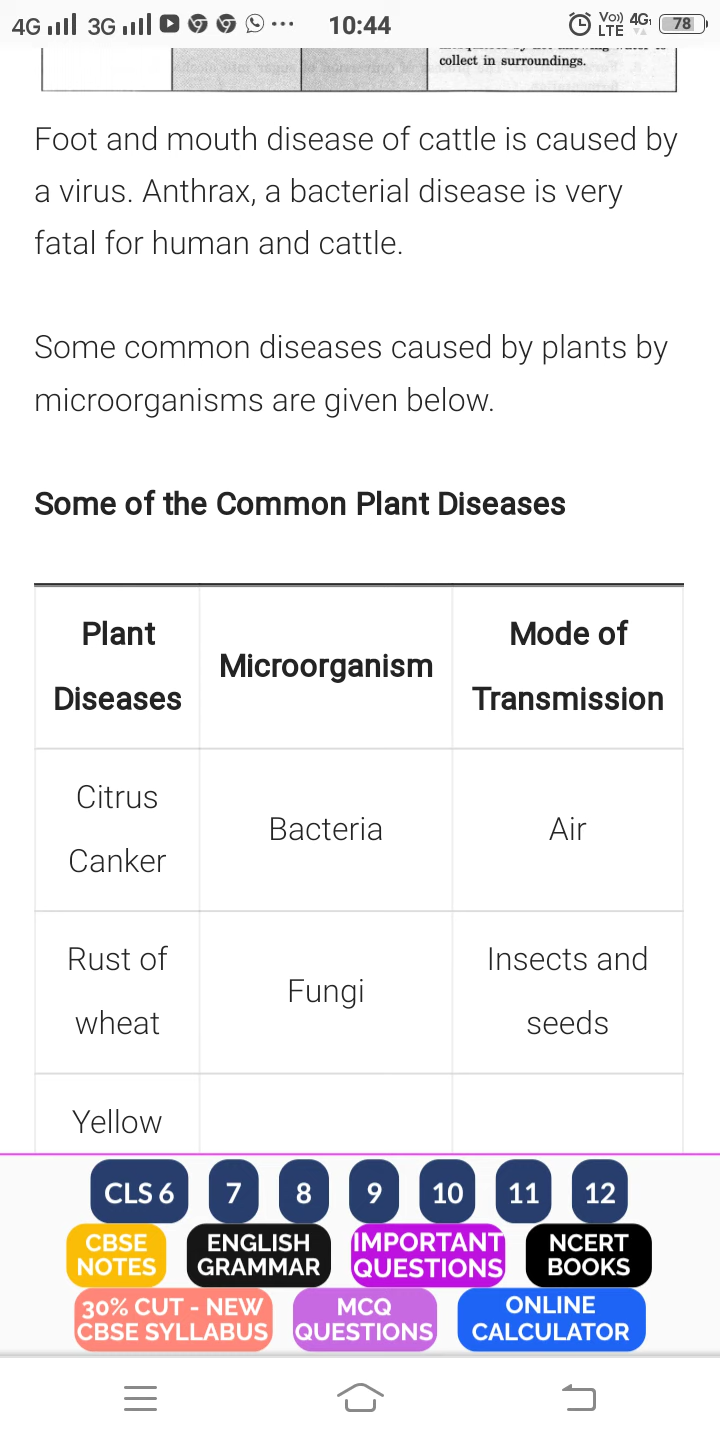 4G 3G ... 10:44 Vo)) LTE 4G 78
collect in surroundings.
Foot and mouth disease of cattle is caused by
a virus. Anthrax, a bacterial disease is very
fatal for human and cattle.
Some common diseases caused by plants by
microorganisms are given below.
Some of the Common Plant Diseases
Plant
Diseases
Microorganism
Mode of
Transmission
Citrus
Canker
Bacteria
Air
Rust of
wheat
Fungi
Insects and
seeds
Yellow
CLS 6 7 8 9 10 11 12
CBSE
NOTES
ENGLISH
GRAMMAR
IMPORTANT
QUESTIONS
NCERT
BOOKS
30% CUT - NEW
CBSE SYLLABUS
MCQ
QUESTIONS
ONLINE
CALCULATOR